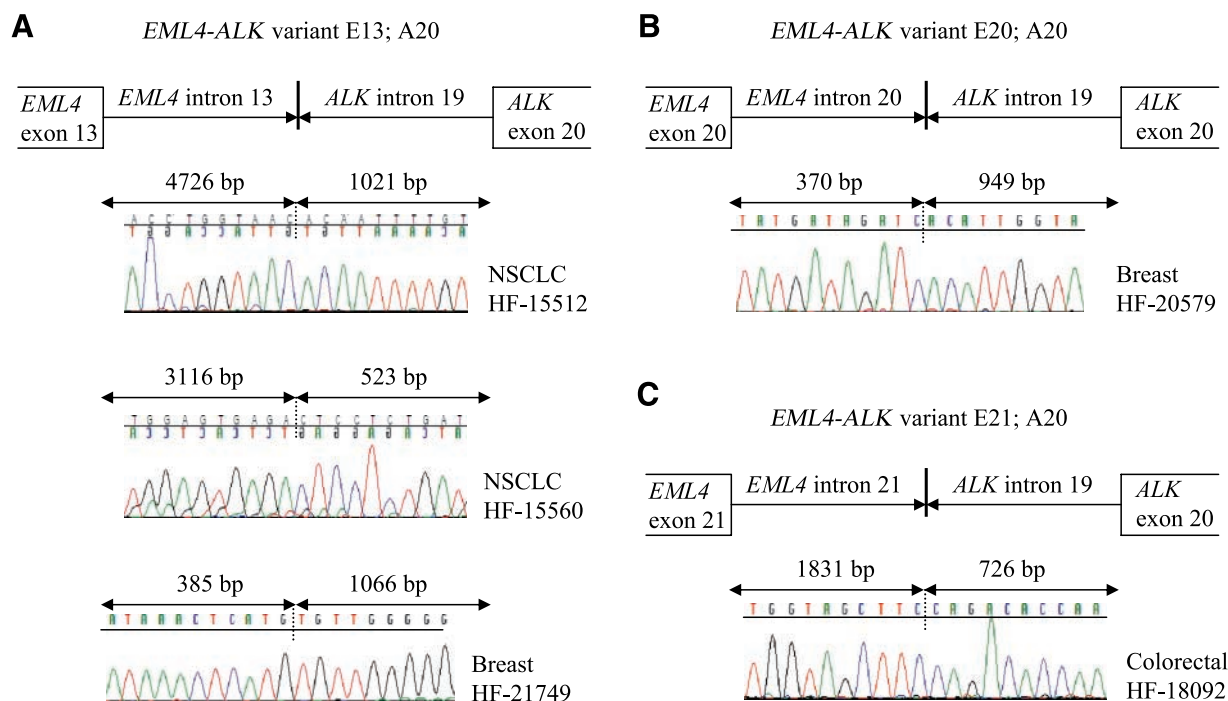 A
EML4-ALK variant E13; A20
EML4
exon 13
EML4 intron 13
ALK intron 19
ALK
exon 20
4726 bp
1021 bp
A C C T G G T A A C A C A A T T T T G T
T G G A C C A T T G T G T T A A A A C A
NSCLC
HF-15512
3116 bp
523 bp
T G G A G T G A G A C T C C T C T G A T
A C C T C A C T C T G A G G A G A C T A
NSCLC
HF-15560
385 bp
1066 bp
A T A A A C T C A T G T G T T G G G G G
Breast
HF-21749
B
EML4-ALK variant E20; A20
EML4
exon 20
EML4 intron 20
ALK intron 19
ALK
exon 20
370 bp
949 bp
T A T G A T A G A T C A C A T T G G T A
Breast
HF-20579
C
EML4-ALK variant E21; A20
EML4
exon 21
EML4 intron 21
ALK intron 19
ALK
exon 20
1831 bp
726 bp
T G G T A G C T T C C A G A C A C C A A
Colorectal
HF-18092